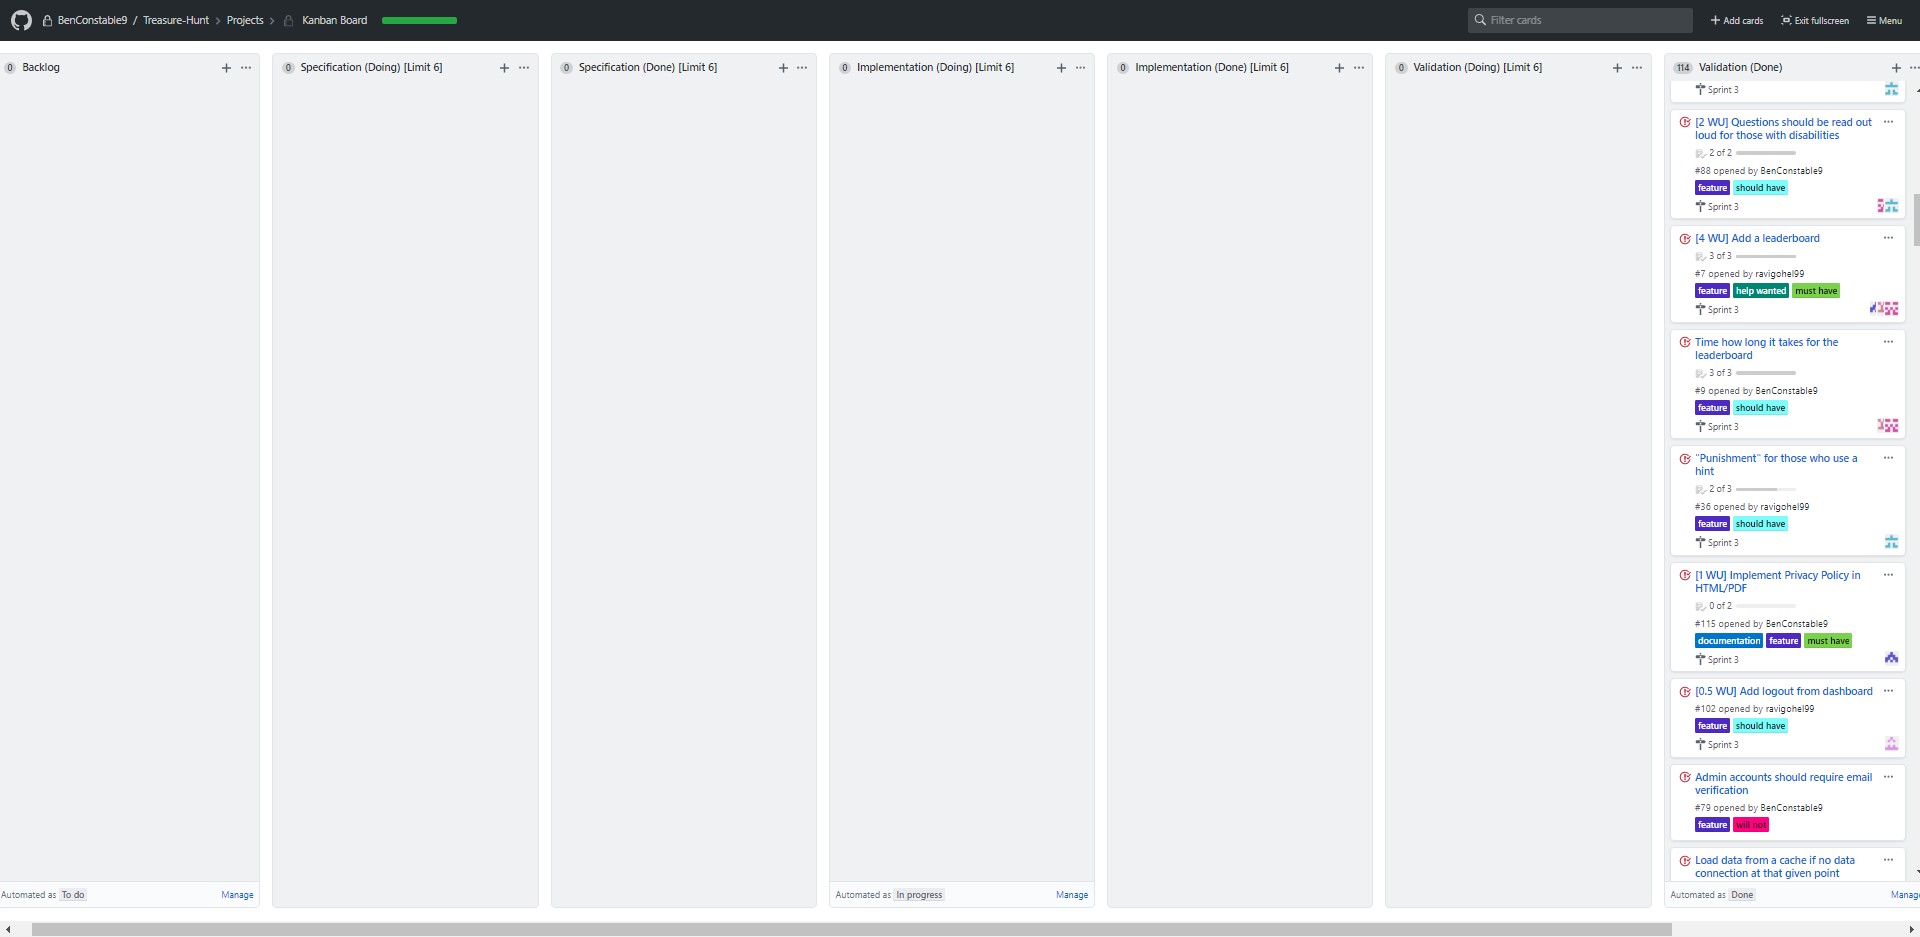 BenConstable9 / Treasure-Hunt Projects Kanban Board
Filter cards
Add cards
Exit fullscreen
Menu
0 Backlog
Automated as To do
Manage
0 Specification (Doing) [Limit 6]
0 Specification (Done) [Limit 6]
0 Implementation (Doing) [Limit 6]
Automated as In progress
Manage
0 Implementation (Done) [Limit 6]
0 Validation (Doing) [Limit 6]
114 Validation (Done)
Sprint 3
[2 WU] Questions should be read out
loud for those with disabilities
2 of 2
#88 opened by BenConstable9
feature should have
Sprint 3
[4 WU] Add a leaderboard
3 of 3
#7 opened by ravigohel99
feature help wanted must have
Sprint 3
Time how long it takes for the
leaderboard
3 of 3
#9 opened by BenConstable9
feature should have
Sprint 3
"Punishment" for those who use a
hint
2 of 3
#36 opened by ravigohel99
feature should have
Sprint 3
[1 WU] Implement Privacy Policy in
HTML/PDF
0 of 2
#115 opened by BenConstable9
documentation feature must have
Sprint 3
[0.5 WU] Add logout from dashboard
#102 opened by ravigohel99
feature should have
Sprint 3
Admin accounts should require email
verification
#79 opened by BenConstable9
feature will not
Load data from a cache if no data
connection at that given point
Automated as Done
Manage